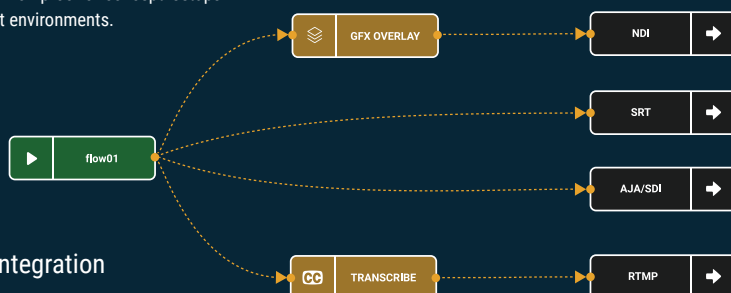 t environments.
GFX OVERLAY
NDI
SRT
flow01
AJA/SDI
ntegration
CC
TRANSCRIBE
RTMP